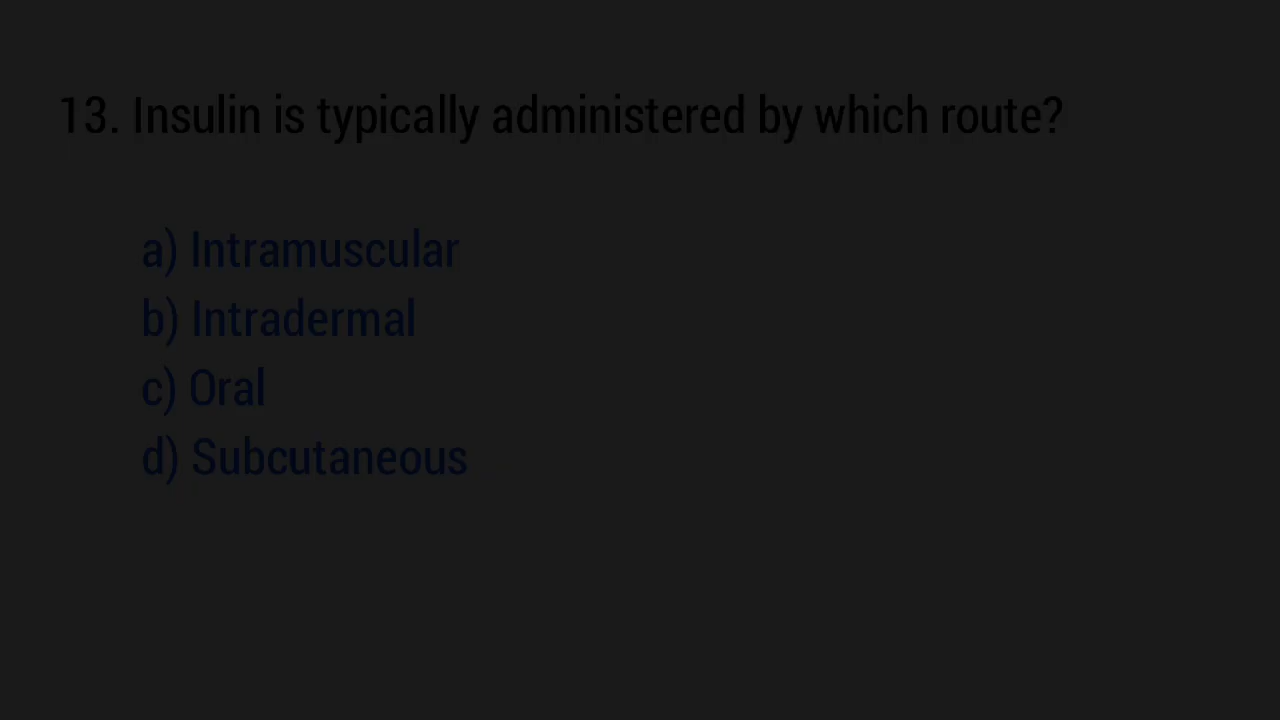 13. Insulin is typically administered by which route?
a) Intramuscular
b) Intradermal
c) Oral
d) Subcutaneous